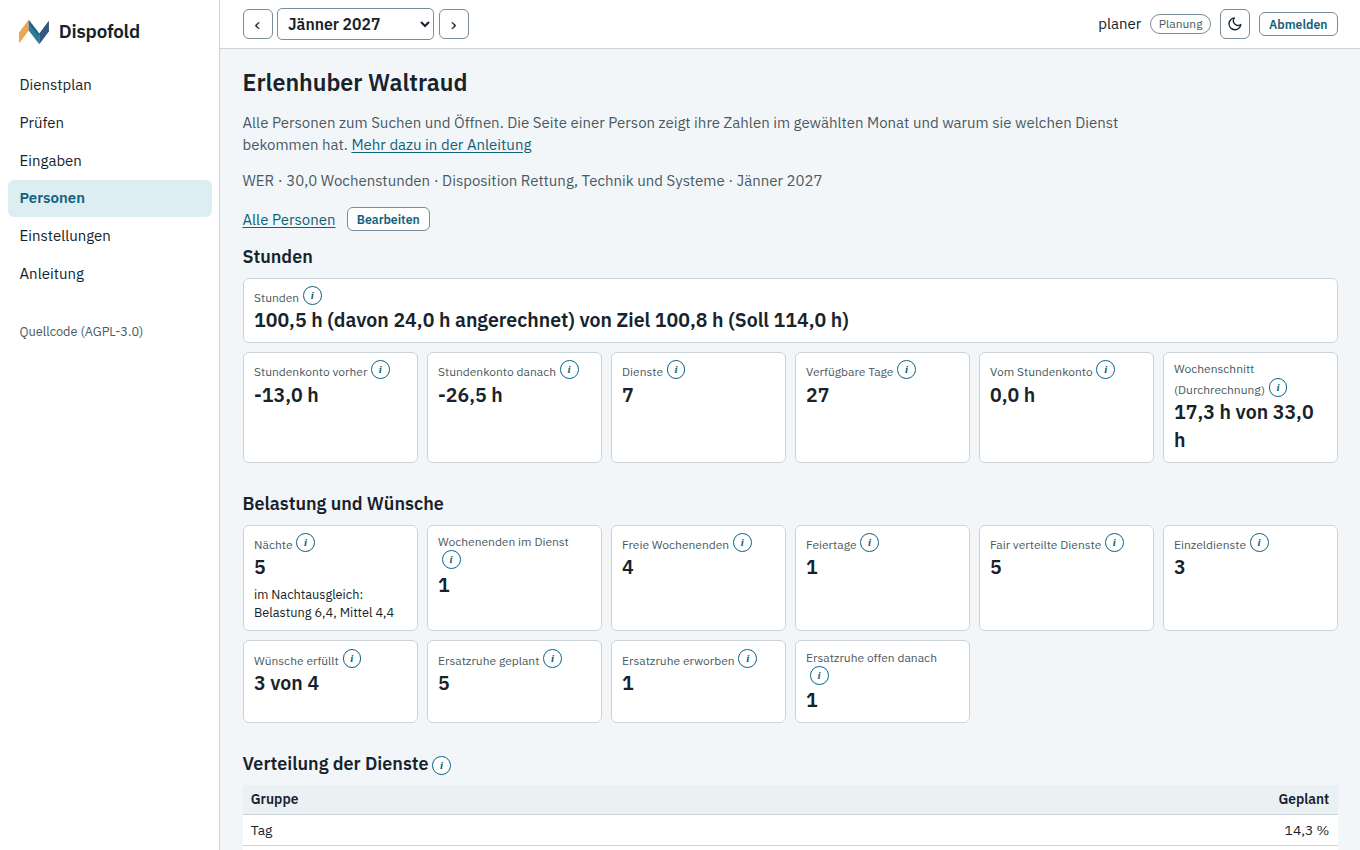 Dispofold
Dienstplan
Prüfen
Eingaben
Personen
Einstellungen
Anleitung
Quellcode (AGPL-3.0)
‹ Jänner 2027 ›
planer Planung Abmelden
Erlenhuber Waltraud
Alle Personen zum Suchen und Öffnen. Die Seite einer Person zeigt ihre Zahlen im gewählten Monat und warum sie welchen Dienst
bekommen hat. Mehr dazu in der Anleitung
WER · 30,0 Wochenstunden · Disposition Rettung, Technik und Systeme · Jänner 2027
Alle Personen Bearbeiten
Stunden
Stunden i
100,5 h (davon 24,0 h angerechnet) von Ziel 100,8 h (Soll 114,0 h)
Stundenkonto vorher i
-13,0 h
Stundenkonto danach i
-26,5 h
Dienste i
7
Verfügbare Tage i
27
Vom Stundenkonto i
0,0 h
Wochenschnitt
(Durchrechnung) i
17,3 h von 33,0
h
Belastung und Wünsche
Nächte i
5
im Nachtausgleich:
Belastung 6,4, Mittel 4,4
Wochenenden im Dienst
i
1
Freie Wochenenden i
4
Feiertage i
1
Fair verteilte Dienste i
5
Einzeldienste i
3
Wünsche erfüllt i
3 von 4
Ersatzruhe geplant i
5
Ersatzruhe erworben i
1
Ersatzruhe offen danach
i
1
Verteilung der Dienste i
Gruppe Geplant
Tag 14,3 %